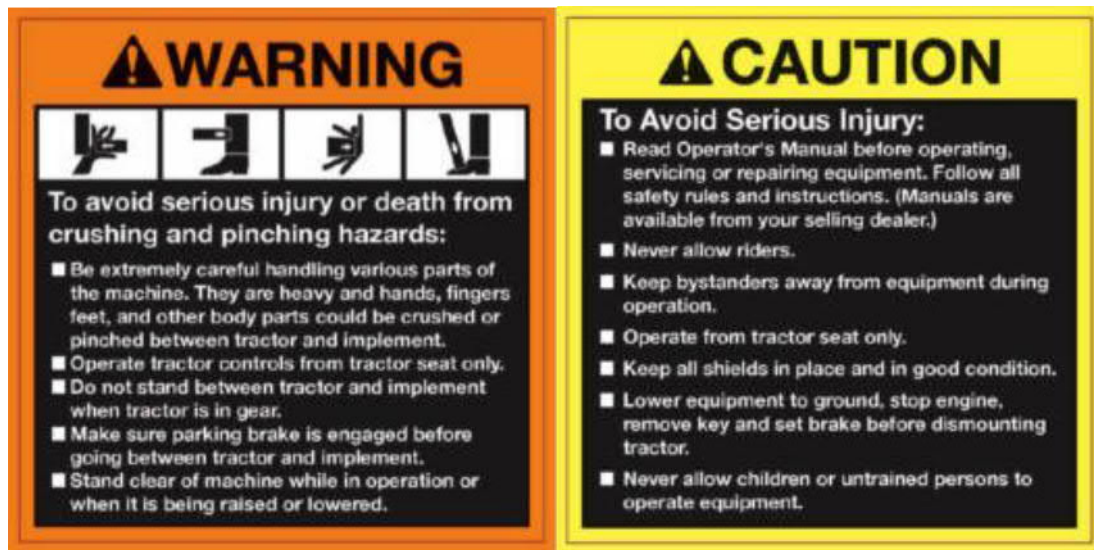 WARNING
To avoid serious injury or death from
crushing and pinching hazards:
■ Be extremely careful handling various parts of
the machine. They are heavy and hands, fingers
feet, and other body parts could be crushed or
pinched between tractor and implement.
■ Operate tractor controls from tractor seat only.
■ Do not stand between tractor and implement
when tractor is in gear.
■ Make sure parking brake is engaged before
going between tractor and implement.
■ Stand clear of machine while in operation or
when it is being raised or lowered.
CAUTION
To Avoid Serious Injury:
■ Read Operator's Manual before operating,
servicing or repairing equipment. Follow all
safety rules and instructions. (Manuals are
available from your selling dealer.)
■ Never allow riders.
■ Keep bystanders away from equipment during
operation.
■ Operate from tractor seat only.
■ Keep all shields in place and in good condition.
■ Lower equipment to ground, stop engine,
remove key and set brake before dismounting
tractor.
■ Never allow children or untrained persons to
operate equipment.